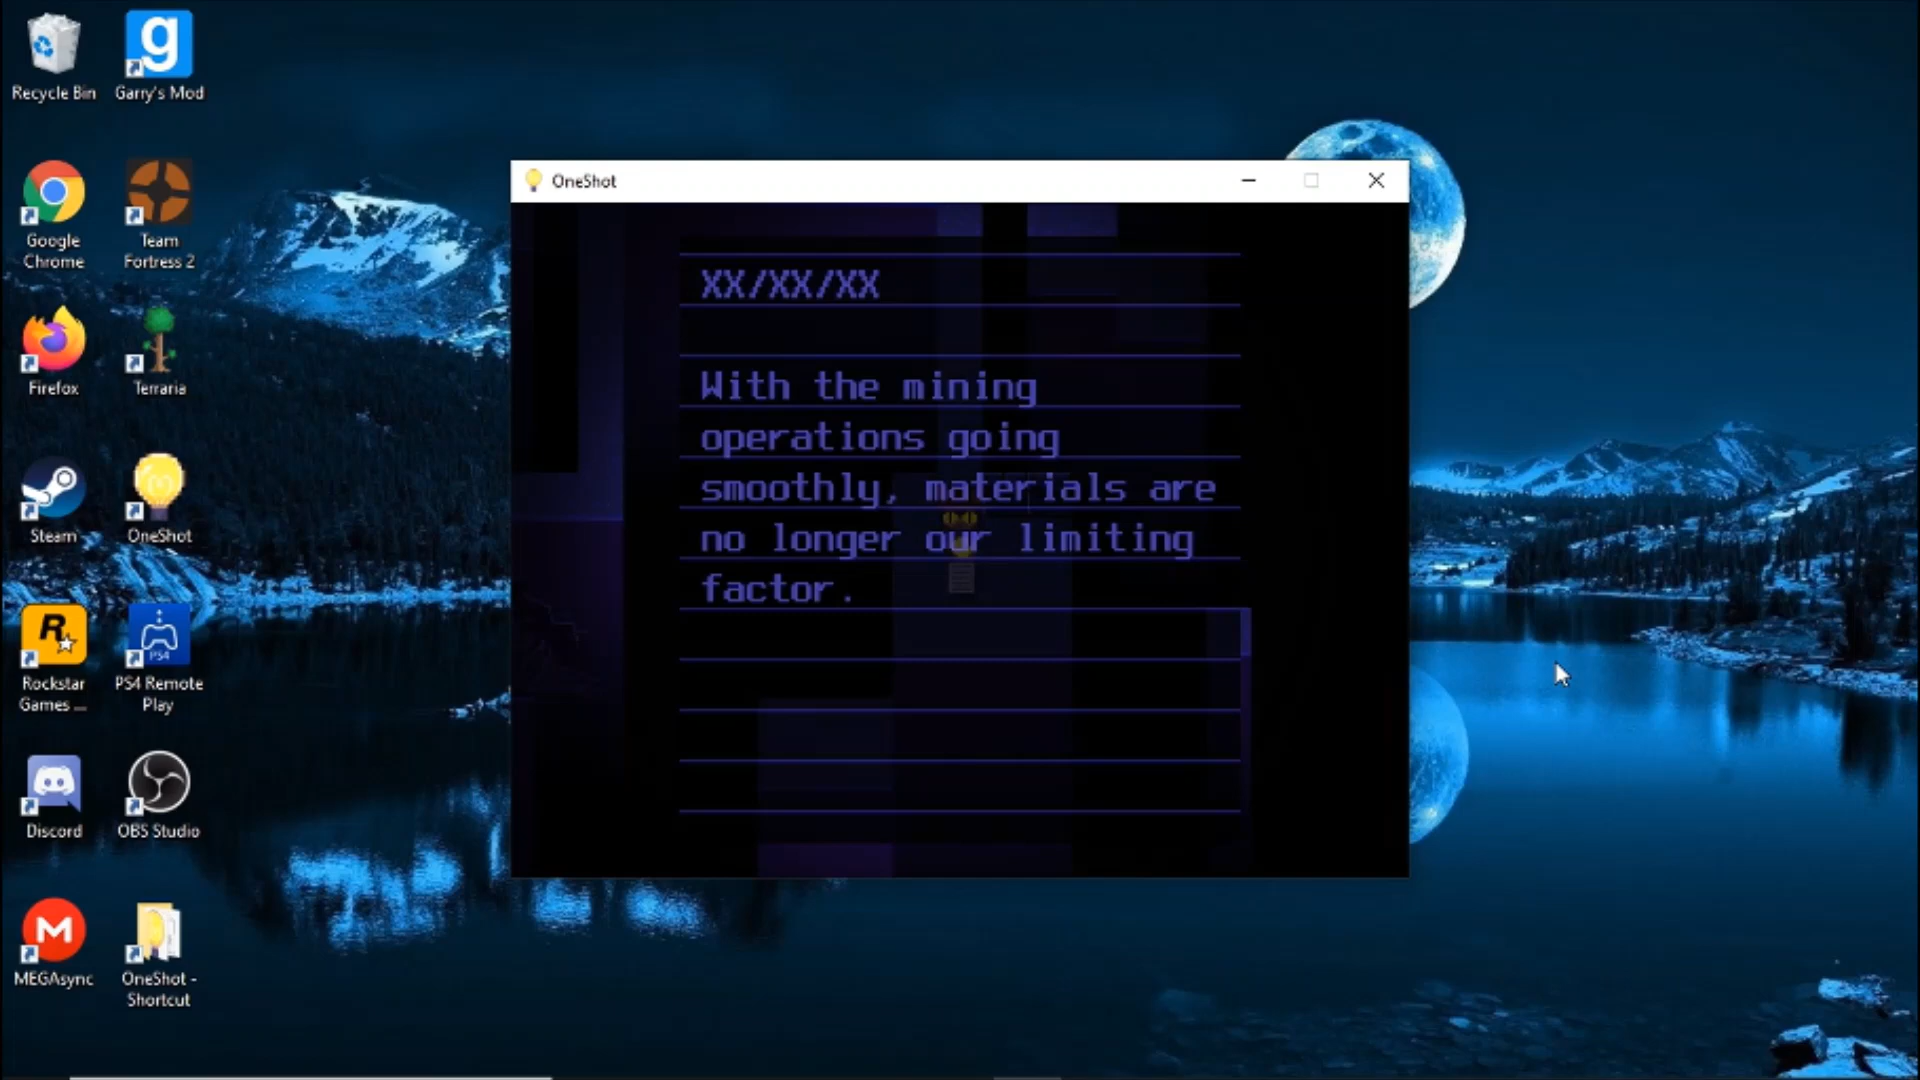 Recycle Bin
Garry's Mod
Google
Chrome
Team
Fortress 2
Firefox
Terraria
Steam
OneShot
Rockstar
Games ...
PS4
PS4 Remote
Play
Discord
OBS Studio
MEGAsync
OneShot -
Shortcut
OneShot
XX/XX/XX
With the mining
operations going
smoothly, materials are
no longer our limiting
factor.